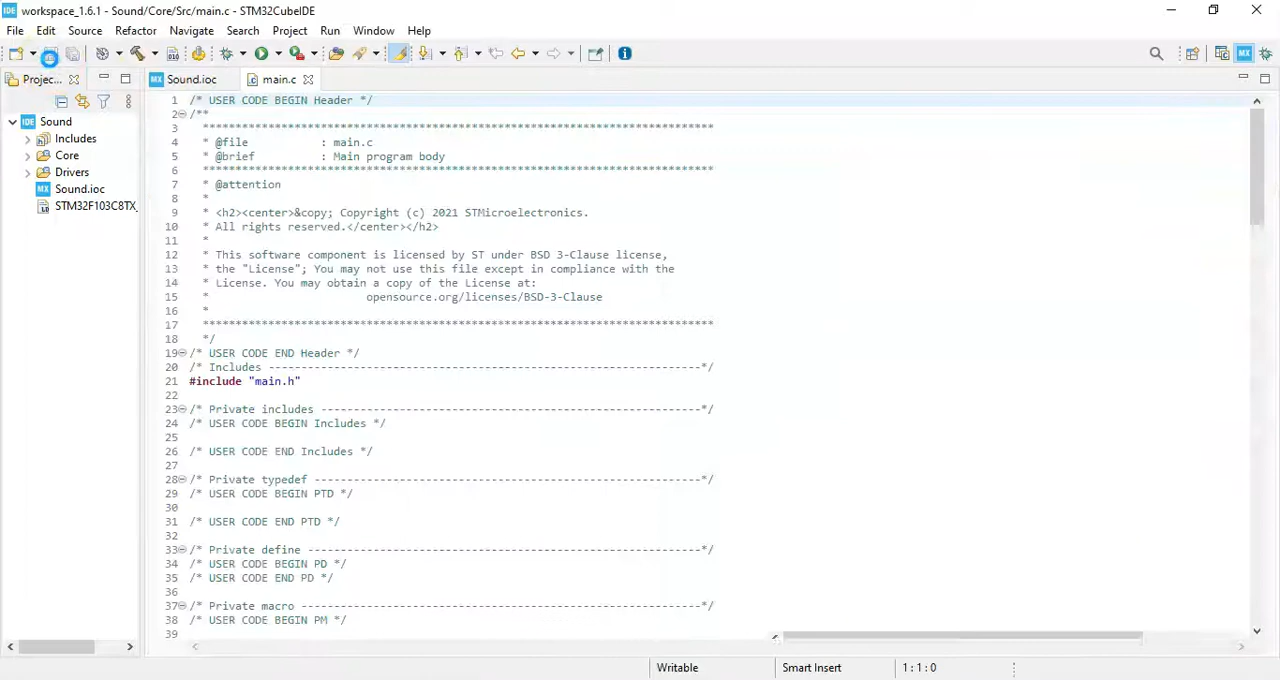 IDE workspace_1.6.1 - Sound/Core/Src/main.c - STM32CubeIDE
File Edit Source Refactor Navigate Search Project Run Window Help
010
MX
Projec...
MX Sound.ioc
main.c
IDE Sound
Includes
Core
Drivers
MX Sound.ioc
STM32F103C8TX_
1 /* USER CODE BEGIN Header */
2 /**
3 ******************************************************************************
4 * @file : main.c
5 * @brief : Main program body
6 ******************************************************************************
7 * @attention
8 *
9 * <h2><center>&copy; Copyright (c) 2021 STMicroelectronics.
10 * All rights reserved.</center></h2>
11 *
12 * This software component is licensed by ST under BSD 3-Clause license,
13 * the "License"; You may not use this file except in compliance with the
14 * License. You may obtain a copy of the License at:
15 * opensource.org/licenses/BSD-3-Clause
16 *
17 ******************************************************************************
18 */
19 /* USER CODE END Header */
20 /* Includes ------------------------------------------------------------------*/
21 #include "main.h"
22
23 /* Private includes ----------------------------------------------------------*/
24 /* USER CODE BEGIN Includes */
25
26 /* USER CODE END Includes */
27
28 /* Private typedef -----------------------------------------------------------*/
29 /* USER CODE BEGIN PTD */
30
31 /* USER CODE END PTD */
32
33 /* Private define ------------------------------------------------------------*/
34 /* USER CODE BEGIN PD */
35 /* USER CODE END PD */
36
37 /* Private macro -------------------------------------------------------------*/
38 /* USER CODE BEGIN PM */
39
Writable Smart Insert 1 : 1 : 0